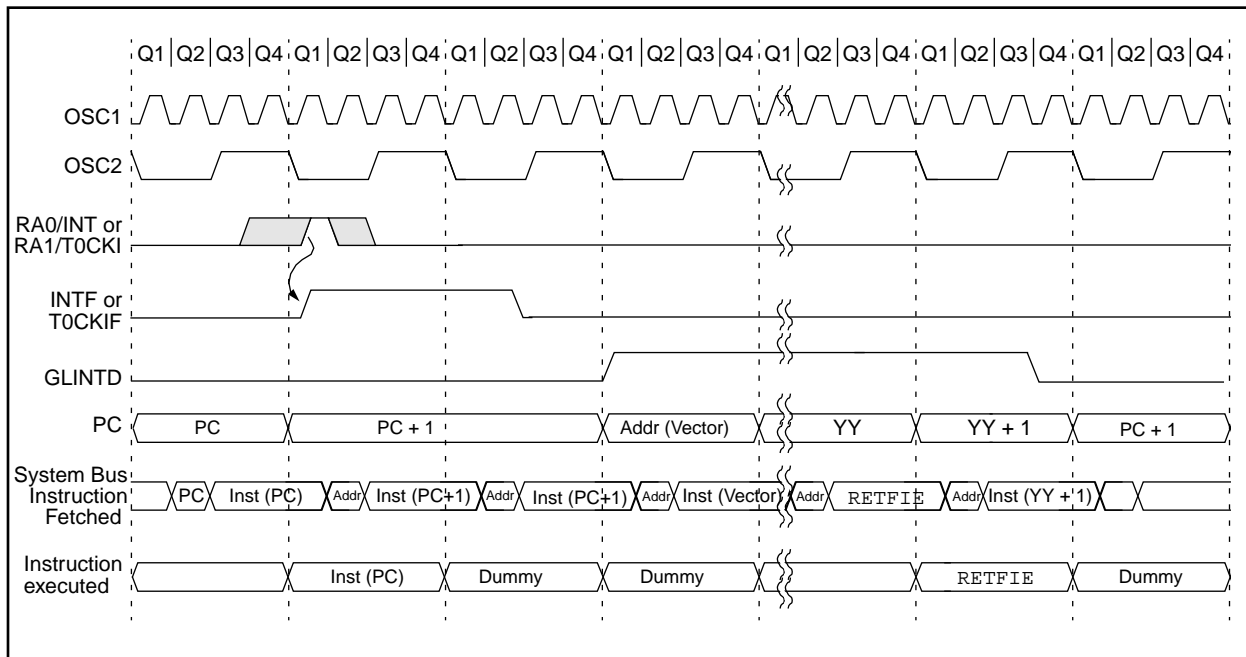 Q1 Q2 Q3 Q4 Q1 Q2 Q3 Q4 Q1 Q2 Q3 Q4 Q1 Q2 Q3 Q4 Q1 Q2 Q3 Q4 Q1 Q2 Q3 Q4 Q1 Q2 Q3 Q4
OSC1
OSC2
RA0/INT or
RA1/T0CKI
INTF or
T0CKIF
GLINTD
PC PC PC + 1 Addr (Vector) YY YY + 1 PC + 1
System Bus
Instruction
Fetched
PC Inst (PC) Addr Inst (PC+1) Addr Inst (PC+1) Addr Inst (Vector) Addr RETFIE Addr Inst (YY + 1)
Instruction
executed
Inst (PC) Dummy Dummy RETFIE Dummy